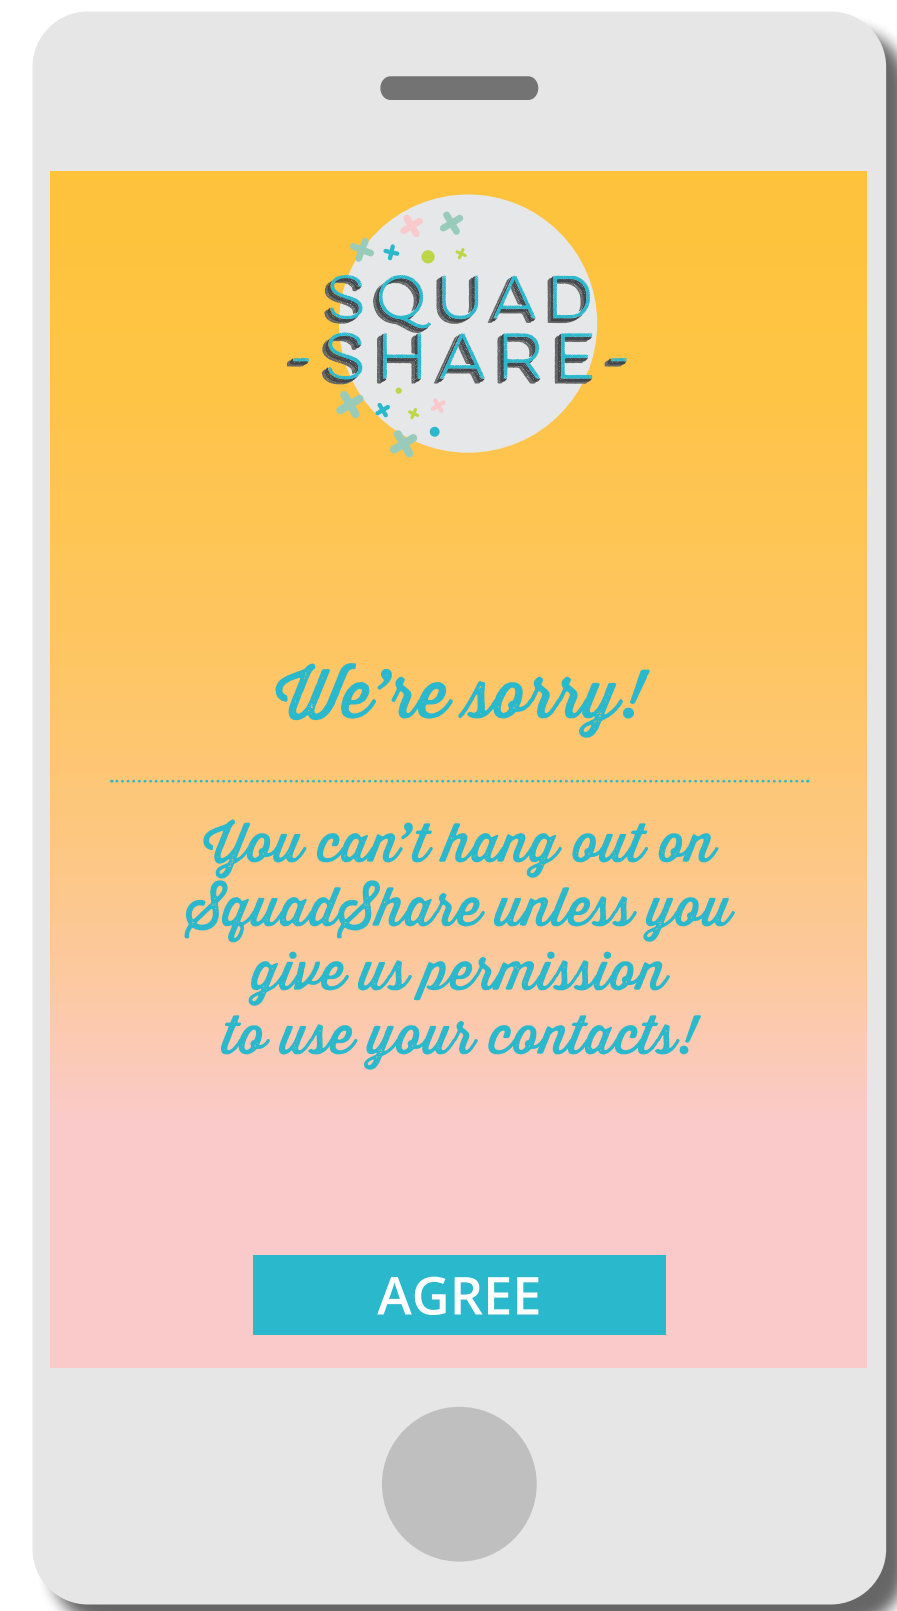 SQUAD
-SHARE-
We're sorry!
You can't hang out on
SquadShare unless you
give us permission
to use your contacts!
AGREE